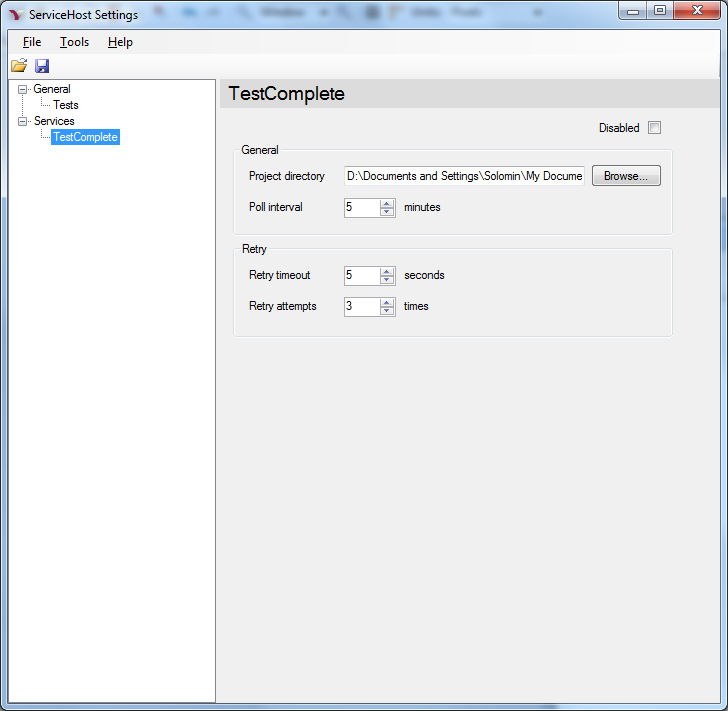 ServiceHost Settings
File Tools Help
General
Tests
Services
TestComplete
TestComplete
Disabled
General
Project directory D:\Documents and Settings\Solomin\My Docume Browse...
Poll interval 5 minutes
Retry
Retry timeout 5 seconds
Retry attempts 3 times